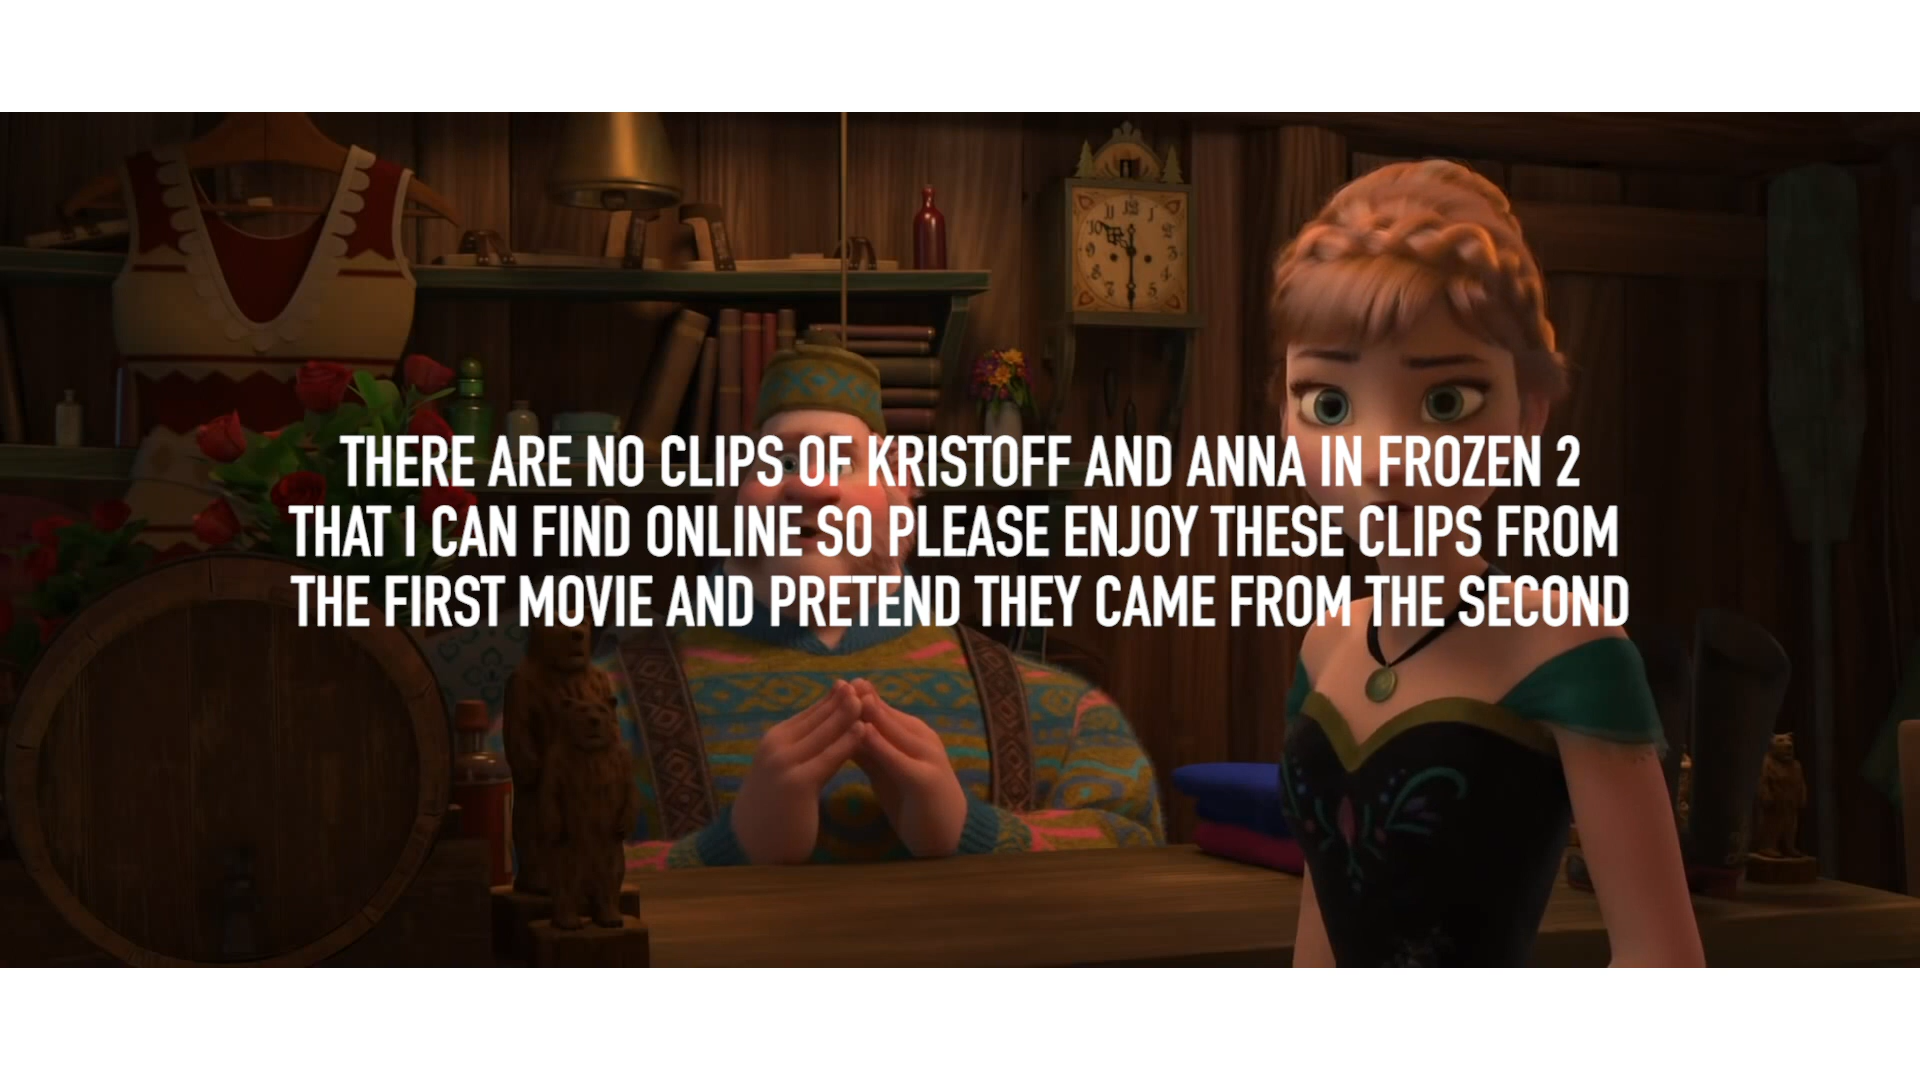 THERE ARE NO CLIPS OF KRISTOFF AND ANNA IN FROZEN 2
THAT I CAN FIND ONLINE SO PLEASE ENJOY THESE CLIPS FROM
THE FIRST MOVIE AND PRETEND THEY CAME FROM THE SECOND